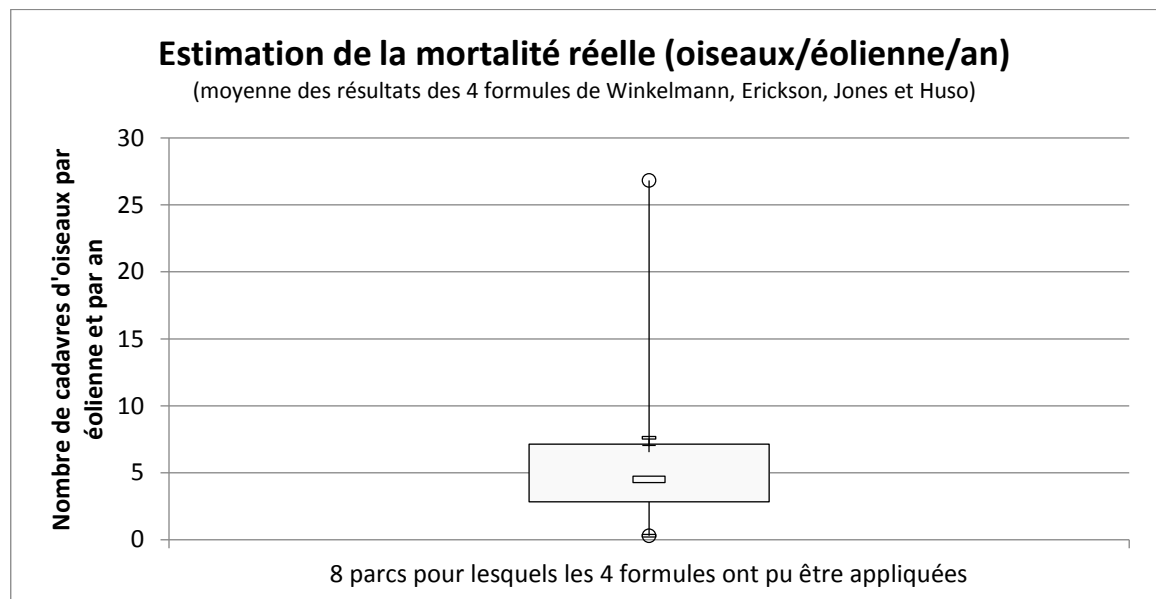 Estimation de la mortalité réelle (oiseaux/éolienne/an)
(moyenne des résultats des 4 formules de Winkelmann, Erickson, Jones et Huso)
Nombre de cadavres d'oiseaux par
éolienne et par an
30
25
20
15
10
5
0
8 parcs pour lesquels les 4 formules ont pu être appliquées